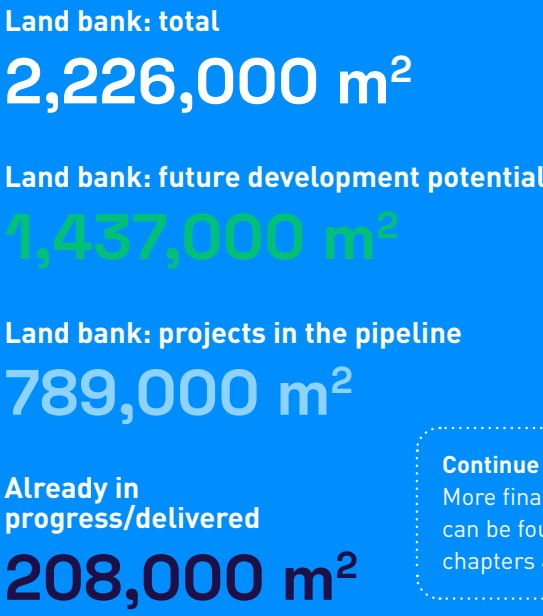 Land bank: total
2,226,000 m²
Land bank: future development potential
1,437,000 m²
Land bank: projects in the pipeline
789,000 m²
Already in
progress/delivered
208,000 m²
Continue
More fina
can be fou
chapters